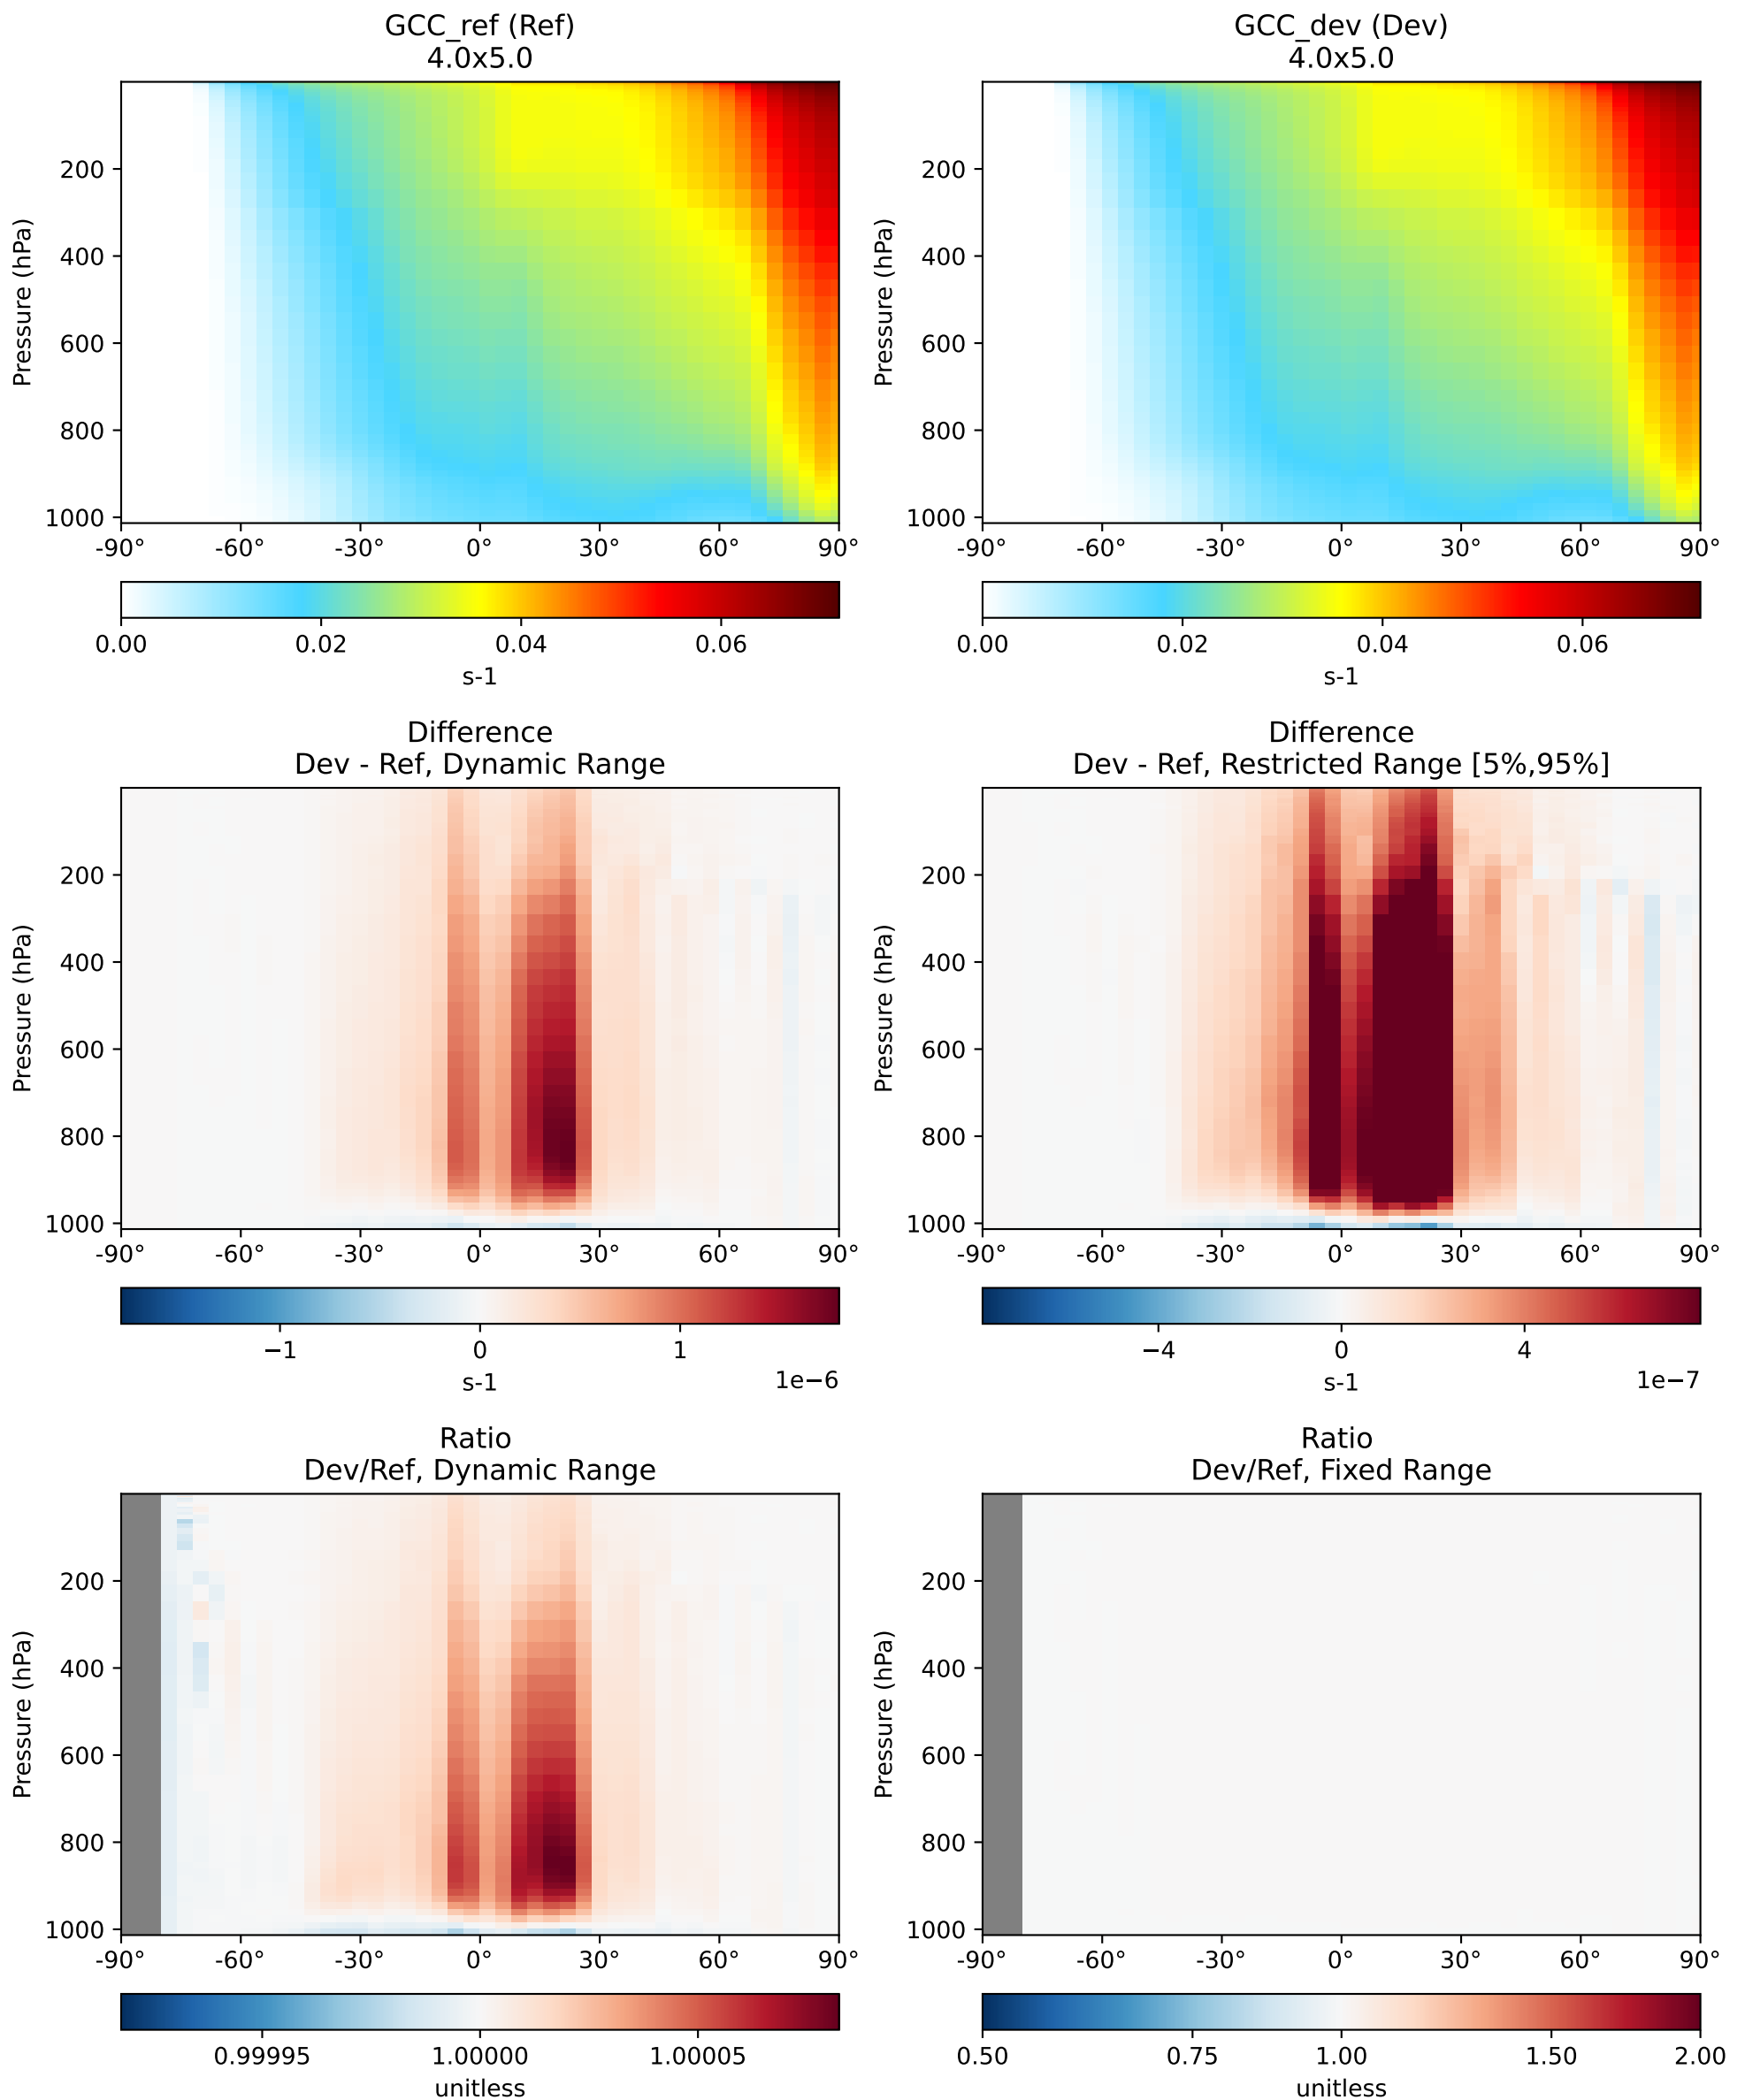 GCC_ref (Ref)
4.0x5.0
Pressure (hPa)
200
400
600
800
1000
-90° -60° -30° 0° 30° 60° 90°
0.00 0.02 0.04 0.06
s-1
GCC_dev (Dev)
4.0x5.0
Pressure (hPa)
200
400
600
800
1000
-90° -60° -30° 0° 30° 60° 90°
0.00 0.02 0.04 0.06
s-1
Difference
Dev - Ref, Dynamic Range
Pressure (hPa)
200
400
600
800
1000
-90° -60° -30° 0° 30° 60° 90°
−1 0 1
s-1 1e−6
Difference
Dev - Ref, Restricted Range [5%,95%]
Pressure (hPa)
200
400
600
800
1000
-90° -60° -30° 0° 30° 60° 90°
−4 0 4
s-1 1e−7
Ratio
Dev/Ref, Dynamic Range
Pressure (hPa)
200
400
600
800
1000
-90° -60° -30° 0° 30° 60° 90°
0.99995 1.00000 1.00005
unitless
Ratio
Dev/Ref, Fixed Range
Pressure (hPa)
200
400
600
800
1000
-90° -60° -30° 0° 30° 60° 90°
0.50 0.75 1.00 1.50 2.00
unitless